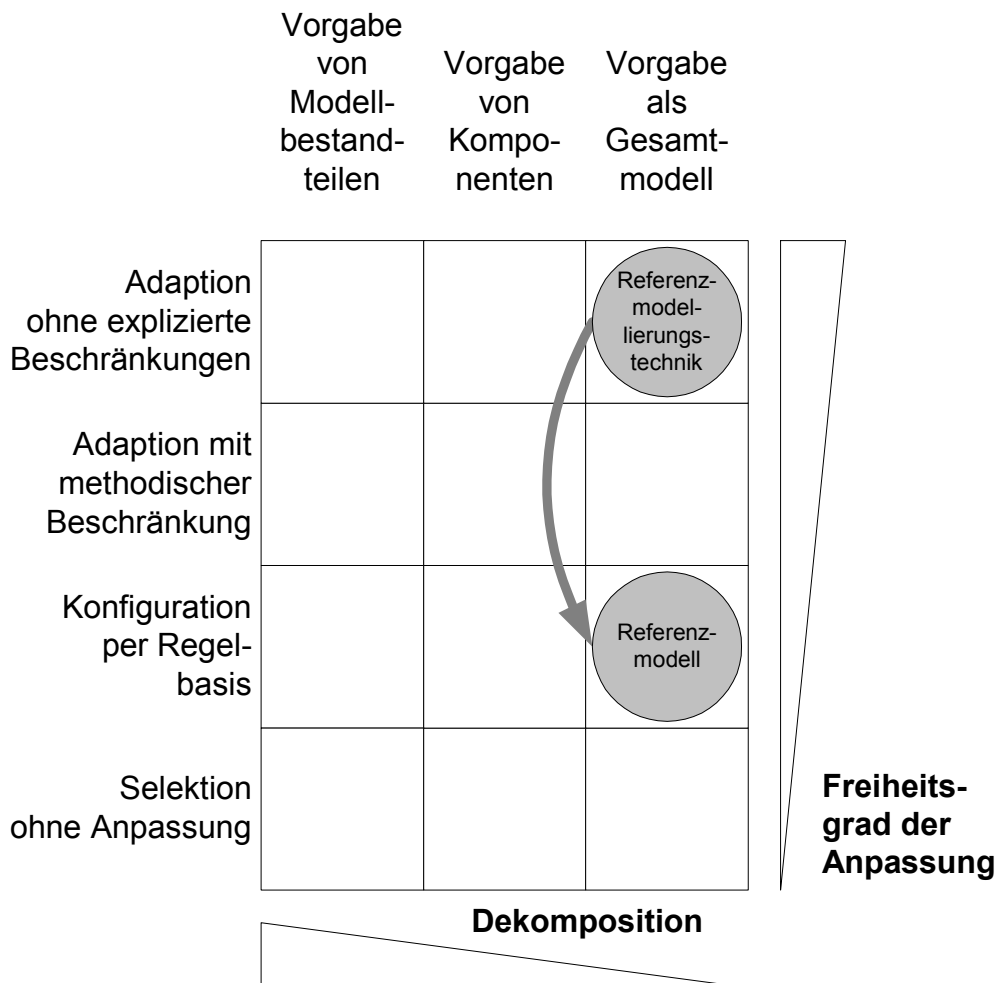 Vorgabe
von
Modell-
bestand-
teilen
Vorgabe
von
Kompo-
nenten
Vorgabe
als
Gesamt-
modell
Adaption
ohne explizierte
Beschränkungen
Referenz-
model-
lierungs-
technik
Adaption mit
methodischer
Beschränkung
Konfiguration
per Regel-
basis
Referenz-
modell
Selektion
ohne Anpassung
Freiheits-
grad der
Anpassung
Dekomposition